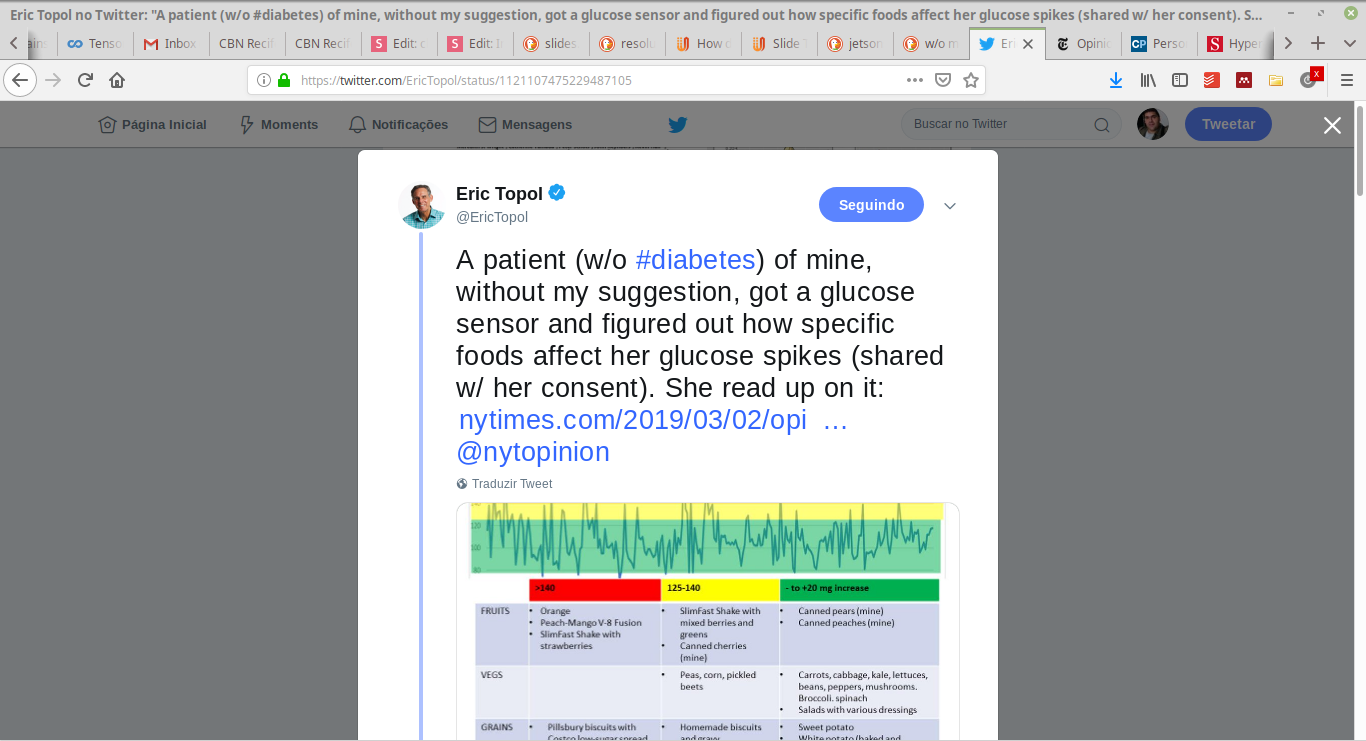 Eric Topol no Twitter: "A patient (w/o #diabetes) of mine, without my suggestion, got a glucose sensor and figured out how specific foods affect her glucose spikes (shared w/ her consent). S...
Tenso
Inbox
CBN Recif
CBN Recif
Edit: c
Edit: I
slides
resolu
How c
Slide T
jetson
w/o m
Er
Opinic
Perso
Hyper
x
https://twitter.com/EricTopol/status/1121107475229487105
Página Inicial
Moments
Notificações
Mensagens
Buscar no Twitter
Tweetar
Eric Topol
@EricTopol
Seguindo
A patient (w/o #diabetes) of mine,
without my suggestion, got a glucose
sensor and figured out how specific
foods affect her glucose spikes (shared
w/ her consent). She read up on it:
nytimes.com/2019/03/02/opi …
@nytopinion
Traduzir Tweet
120
100
80
>140 125-140 - to +20 mg increase
FRUITS
• Orange
• Peach-Mango V-8 Fusion
• SlimFast Shake with
strawberries
• SlimFast Shake with
mixed berries and
greens
• Canned cherries
(mine)
• Canned pears (mine)
• Canned peaches (mine)
VEGS
• Peas, corn, pickled
beets
• Carrots, cabbage, kale, lettuces,
beans, peppers, mushrooms.
Broccoli. spinach
• Salads with various dressings
GRAINS
• Pillsbury biscuits with
Costco low-sugar spread
• Homemade biscuits
and gravy
• Sweet potato
• White potato (baked and